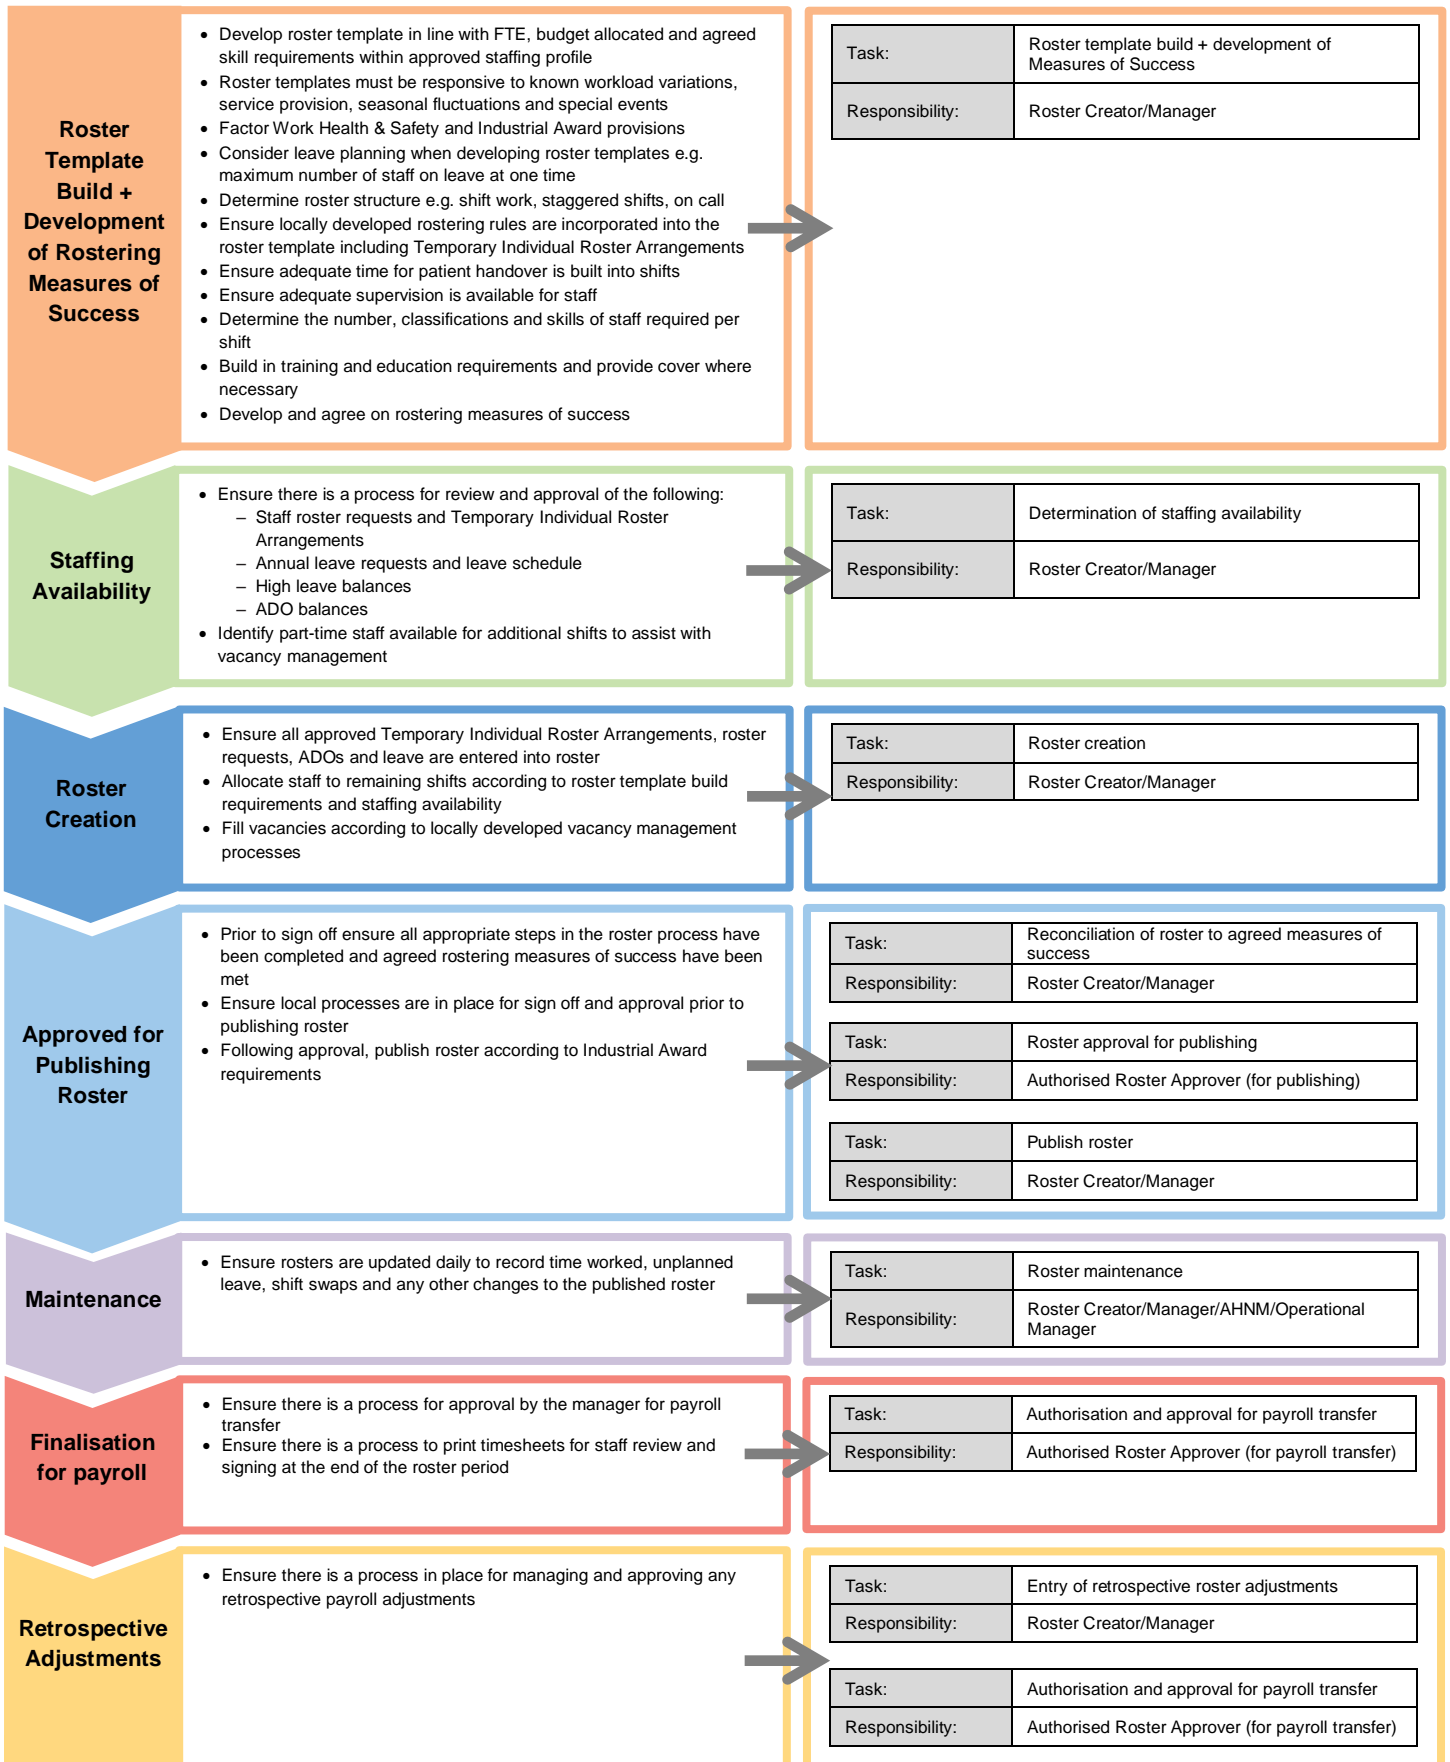 Roster
Template
Build +
Development
of Rostering
Measures of
Success
• Develop roster template in line with FTE, budget allocated and agreed
skill requirements within approved staffing profile
• Roster templates must be responsive to known workload variations,
service provision, seasonal fluctuations and special events
• Factor Work Health & Safety and Industrial Award provisions
• Consider leave planning when developing roster templates e.g.
maximum number of staff on leave at one time
• Determine roster structure e.g. shift work, staggered shifts, on call
• Ensure locally developed rostering rules are incorporated into the
roster template including Temporary Individual Roster Arrangements
• Ensure adequate time for patient handover is built into shifts
• Ensure adequate supervision is available for staff
• Determine the number, classifications and skills of staff required per
shift
• Build in training and education requirements and provide cover where
necessary
• Develop and agree on rostering measures of success
Task: Roster template build + development of
Measures of Success
Responsibility: Roster Creator/Manager
Staffing
Availability
• Ensure there is a process for review and approval of the following:
– Staff roster requests and Temporary Individual Roster
Arrangements
– Annual leave requests and leave schedule
– High leave balances
– ADO balances
• Identify part-time staff available for additional shifts to assist with
vacancy management
Task: Determination of staffing availability
Responsibility: Roster Creator/Manager
Roster
Creation
• Ensure all approved Temporary Individual Roster Arrangements, roster
requests, ADOs and leave are entered into roster
• Allocate staff to remaining shifts according to roster template build
requirements and staffing availability
• Fill vacancies according to locally developed vacancy management
processes
Task: Roster creation
Responsibility: Roster Creator/Manager
Approved for
Publishing
Roster
• Prior to sign off ensure all appropriate steps in the roster process have
been completed and agreed rostering measures of success have been
met
• Ensure local processes are in place for sign off and approval prior to
publishing roster
• Following approval, publish roster according to Industrial Award
requirements
Task: Reconciliation of roster to agreed measures of
success
Responsibility: Roster Creator/Manager
Task: Roster approval for publishing
Responsibility: Authorised Roster Approver (for publishing)
Task: Publish roster
Responsibility: Roster Creator/Manager
Maintenance
• Ensure rosters are updated daily to record time worked, unplanned
leave, shift swaps and any other changes to the published roster
Task: Roster maintenance
Responsibility: Roster Creator/Manager/AHNM/Operational
Manager
Finalisation
for payroll
• Ensure there is a process for approval by the manager for payroll
transfer
• Ensure there is a process to print timesheets for staff review and
signing at the end of the roster period
Task: Authorisation and approval for payroll transfer
Responsibility: Authorised Roster Approver (for payroll transfer)
Retrospective
Adjustments
• Ensure there is a process in place for managing and approving any
retrospective payroll adjustments
Task: Entry of retrospective roster adjustments
Responsibility: Roster Creator/Manager
Task: Authorisation and approval for payroll transfer
Responsibility: Authorised Roster Approver (for payroll transfer)